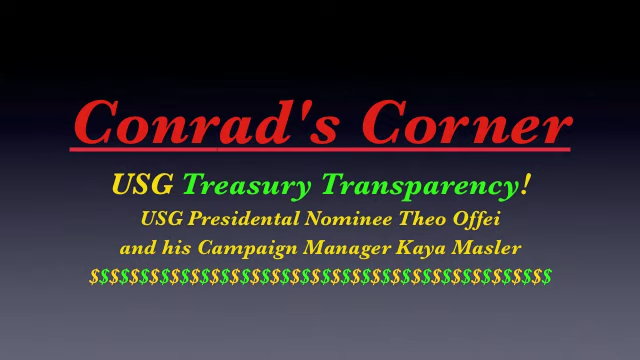 Conrad's Corner
USG Treasury Transparency!
USG Presidental Nominee Theo Offei
and his Campaign Manager Kaya Masler
$$$$$$$$$$$$$$$$$$$$$$$$$$$$$$$$$$$$$$$$$$$$$$